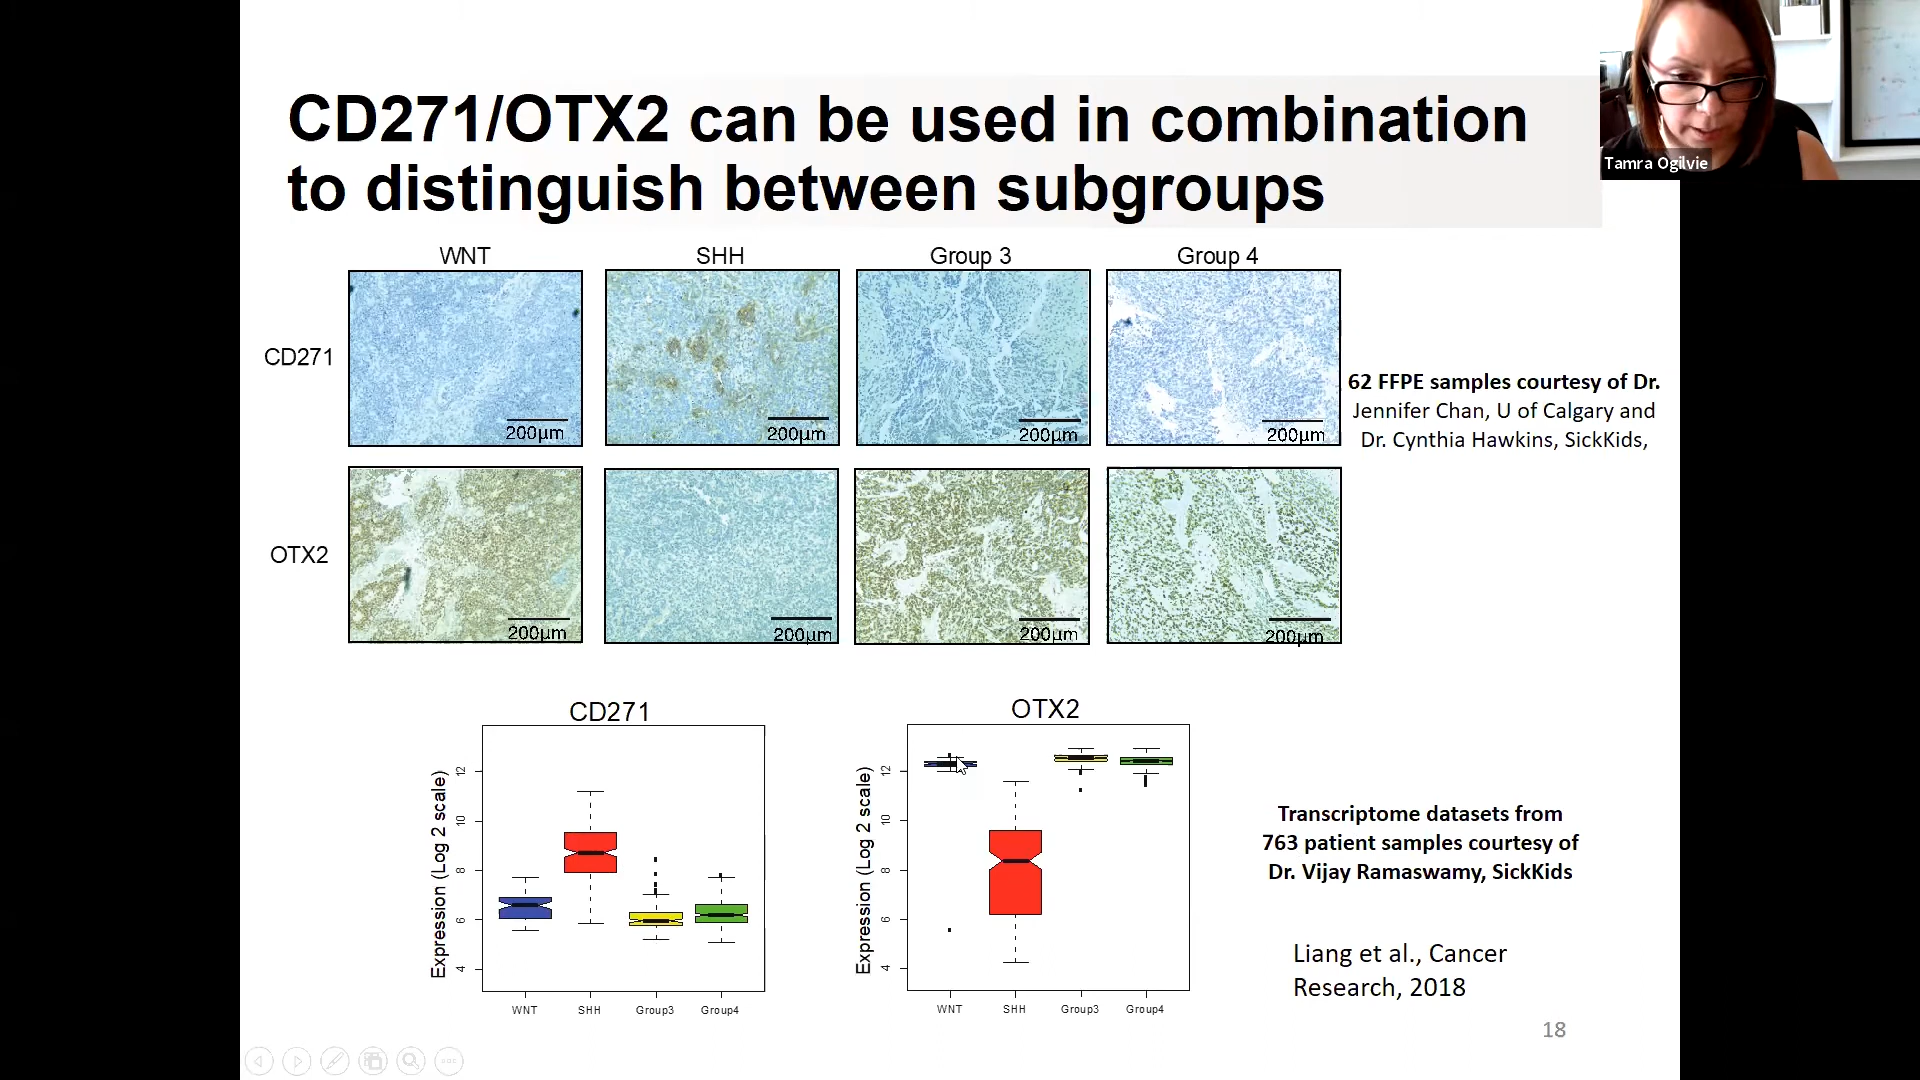 CD271/OTX2 can be used in combination
to distinguish between subgroups
Tamra Ogilvie
WNT
SHH
Group 3
Group 4
CD271
200µm
200µm
200µm
200µm
62 FFPE samples courtesy of Dr.
Jennifer Chan, U of Calgary and
Dr. Cynthia Hawkins, SickKids,
OTX2
200µm
200µm
200µm
200µm
CD271
Expression (Log 2 scale)
12
10
8
6
4
WNT
SHH
Group3
Group4
OTX2
Expression (Log 2 scale)
12
10
8
6
4
WNT
SHH
Group3
Group4
Transcriptome datasets from
763 patient samples courtesy of
Dr. Vijay Ramaswamy, SickKids
Liang et al., Cancer
Research, 2018
18